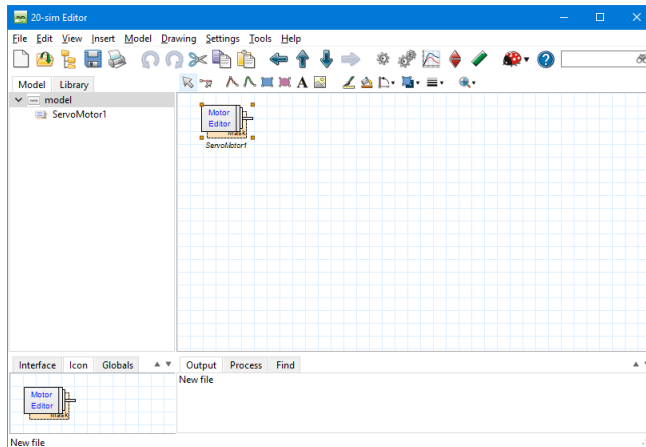 20-sim Editor
File Edit View Insert Model Drawing Settings Tools Help
Model Library
A
model
ServoMotor1
Motor
Editor
Mask
ServoMotor1
Interface Icon Globals
Output Process Find
New file
Motor
Editor
Mask
New file